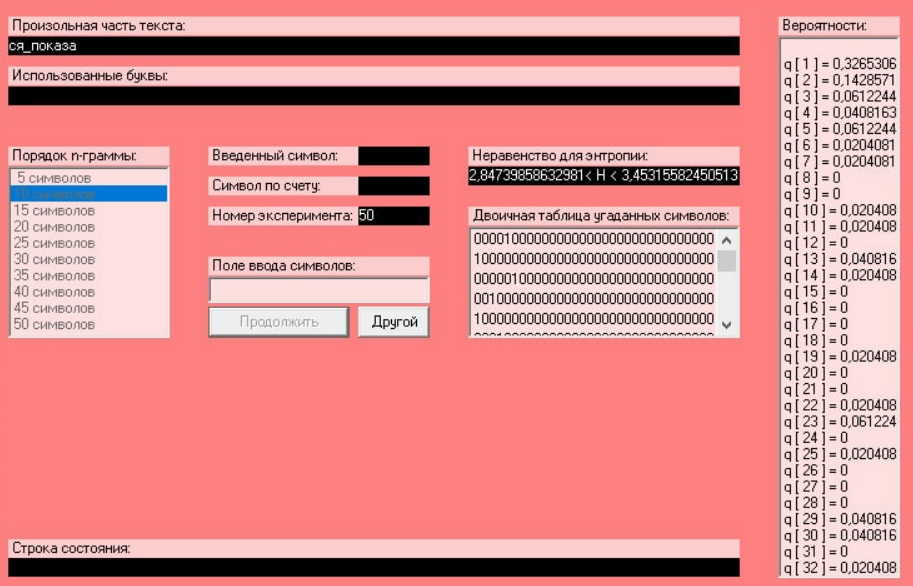 Произольная часть текста:
ся_показа
Использованные буквы:
Порядок n-граммы:
5 символов
15 символов
20 символов
25 символов
30 символов
35 символов
40 символов
45 символов
50 символов
Введенный символ:
Символ по счету:
Номер эксперимента: 50
Поле ввода символов:
Продолжить
Другой
Неравенство для энтропии:
2,84739858632981< H < 3,45315582450513
Двоичная таблица угаданных символов:
00001000000000000000000000000000
10000000000000000000000000000000
00000100000000000000000000000000
00100000000000000000000000000000
10000000000000000000000000000000
Строка состояния:
Вероятности:
q [ 1 ] = 0,3265306
q [ 2 ] = 0,1428571
q [ 3 ] = 0,0612244
q [ 4 ] = 0,0408163
q [ 5 ] = 0,0612244
q [ 6 ] = 0,0204081
q [ 7 ] = 0,0204081
q [ 8 ] = 0
q [ 9 ] = 0
q [ 10 ] = 0,020408
q [ 11 ] = 0,020408
q [ 12 ] = 0
q [ 13 ] = 0,040816
q [ 14 ] = 0,020408
q [ 15 ] = 0
q [ 16 ] = 0
q [ 17 ] = 0
q [ 18 ] = 0
q [ 19 ] = 0,020408
q [ 20 ] = 0
q [ 21 ] = 0
q [ 22 ] = 0,020408
q [ 23 ] = 0,061224
q [ 24 ] = 0
q [ 25 ] = 0,020408
q [ 26 ] = 0
q [ 27 ] = 0
q [ 28 ] = 0
q [ 29 ] = 0,040816
q [ 30 ] = 0,040816
q [ 31 ] = 0
q [ 32 ] = 0,020408